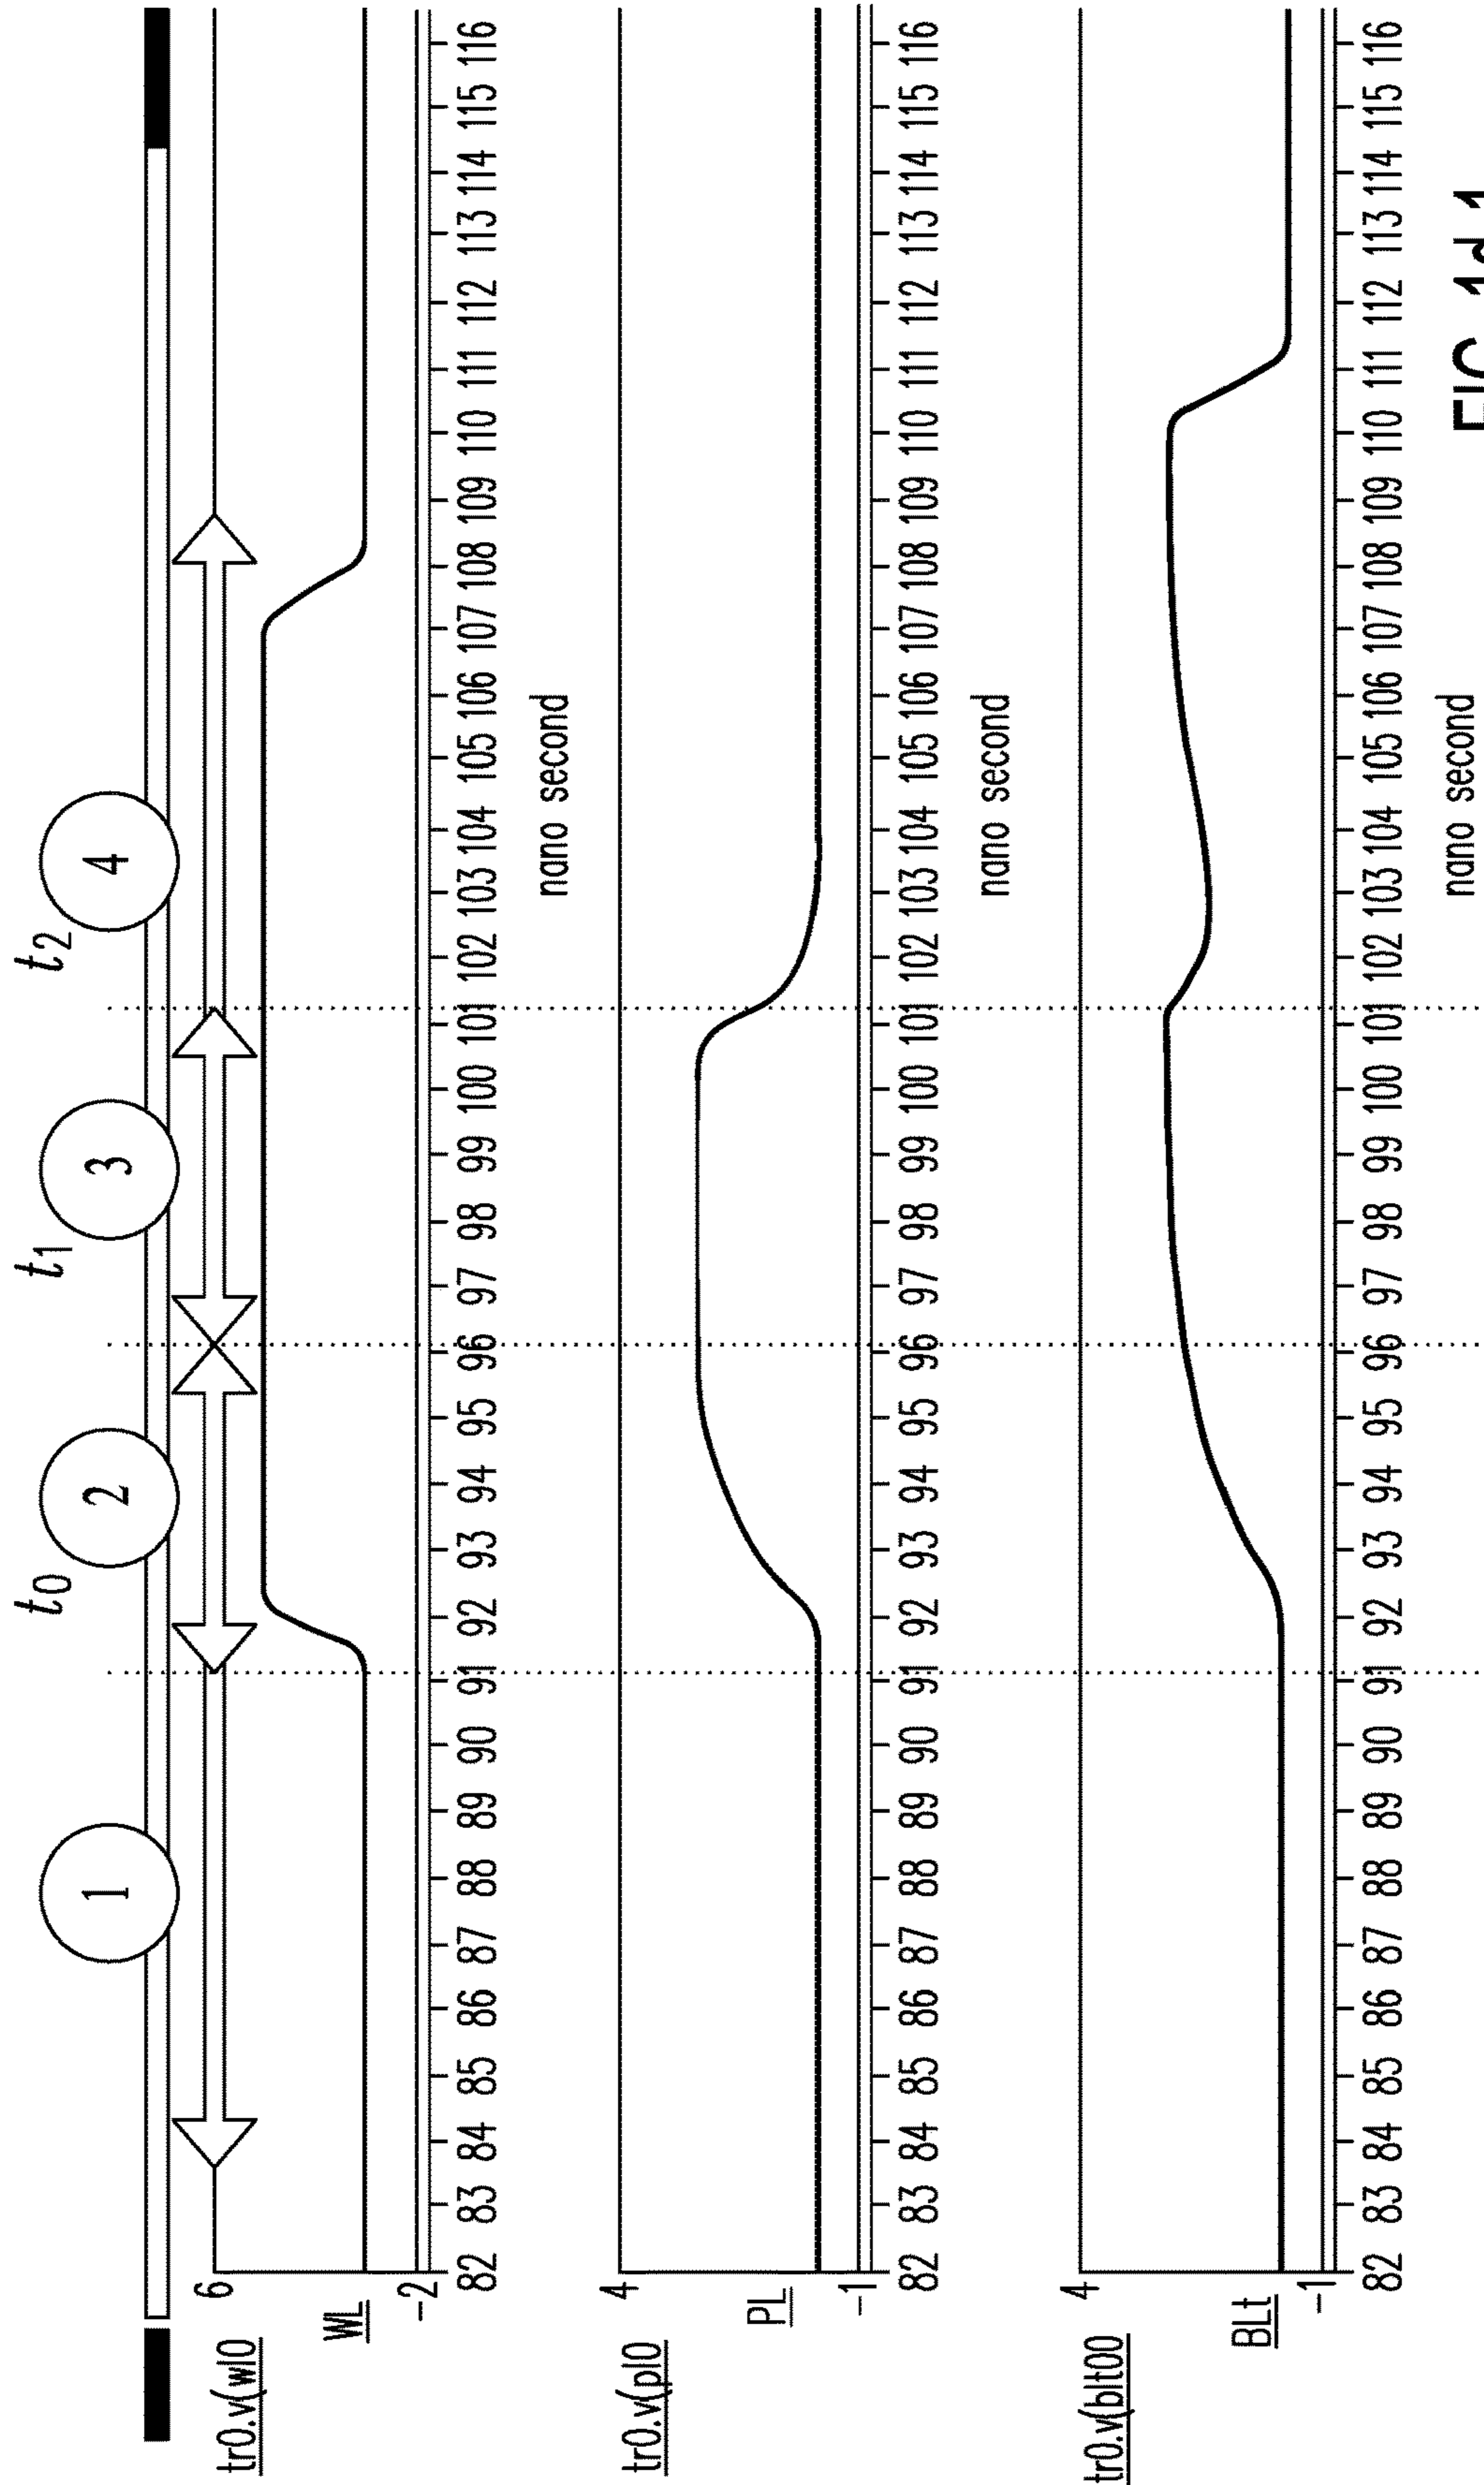 t0 t1 t2
1 2 3 4
6
tr0.v(wl0
WL
-2
82 83 84 85 86 87 88 89 90 91 92 93 94 95 96 97 98 99 100 101 102 103 104 105 106 107 108 109 110 111 112 113 114 115 116
nano second
4
tr0.v(pl0
PL
-1
82 83 84 85 86 87 88 89 90 91 92 93 94 95 96 97 98 99 100 101 102 103 104 105 106 107 108 109 110 111 112 113 114 115 116
nano second
4
tr0.v(blt00
BLt
-1
82 83 84 85 86 87 88 89 90 91 92 93 94 95 96 97 98 99 100 101 102 103 104 105 106 107 108 109 110 111 112 113 114 115 116
nano second
FIG. 1d.1